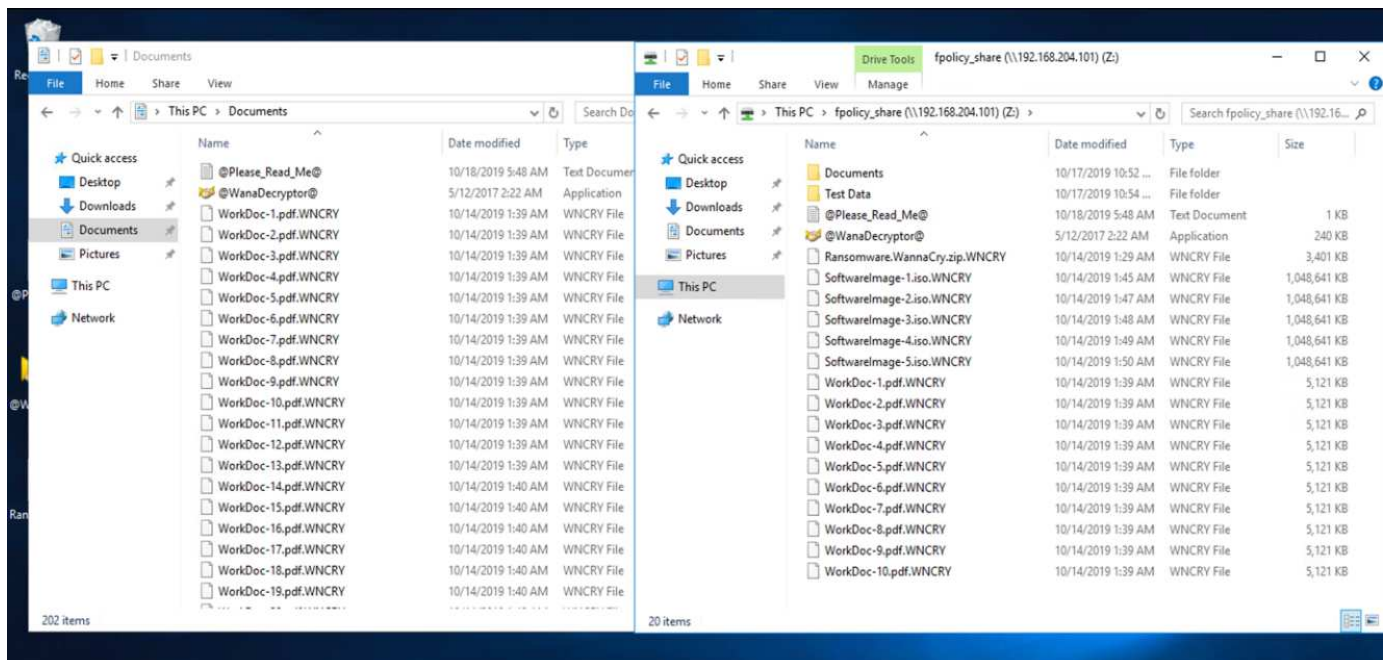 Re
@P
@W
Ran
Documents
File Home Share View
This PC > Documents
Search Do
Quick access
Desktop
Downloads
Documents
Pictures
This PC
Network
Name Date modified Type
@Please_Read_Me@ 10/18/2019 5:48 AM Text Documen
@WanaDecryptor@ 5/12/2017 2:22 AM Application
WorkDoc-1.pdf.WNCRY 10/14/2019 1:39 AM WNCRY File
WorkDoc-2.pdf.WNCRY 10/14/2019 1:39 AM WNCRY File
WorkDoc-3.pdf.WNCRY 10/14/2019 1:39 AM WNCRY File
WorkDoc-4.pdf.WNCRY 10/14/2019 1:39 AM WNCRY File
WorkDoc-5.pdf.WNCRY 10/14/2019 1:39 AM WNCRY File
WorkDoc-6.pdf.WNCRY 10/14/2019 1:39 AM WNCRY File
WorkDoc-7.pdf.WNCRY 10/14/2019 1:39 AM WNCRY File
WorkDoc-8.pdf.WNCRY 10/14/2019 1:39 AM WNCRY File
WorkDoc-9.pdf.WNCRY 10/14/2019 1:39 AM WNCRY File
WorkDoc-10.pdf.WNCRY 10/14/2019 1:39 AM WNCRY File
WorkDoc-11.pdf.WNCRY 10/14/2019 1:39 AM WNCRY File
WorkDoc-12.pdf.WNCRY 10/14/2019 1:39 AM WNCRY File
WorkDoc-13.pdf.WNCRY 10/14/2019 1:39 AM WNCRY File
WorkDoc-14.pdf.WNCRY 10/14/2019 1:40 AM WNCRY File
WorkDoc-15.pdf.WNCRY 10/14/2019 1:40 AM WNCRY File
WorkDoc-16.pdf.WNCRY 10/14/2019 1:40 AM WNCRY File
WorkDoc-17.pdf.WNCRY 10/14/2019 1:40 AM WNCRY File
WorkDoc-18.pdf.WNCRY 10/14/2019 1:40 AM WNCRY File
WorkDoc-19.pdf.WNCRY 10/14/2019 1:40 AM WNCRY File
202 items
Drive Tools fpolicy_share (\\192.168.204.101) (Z:)
File Home Share View Manage
This PC > fpolicy_share (\\192.168.204.101) (Z:) >
Search fpolicy_share (\\192.16...
Quick access
Desktop
Downloads
Documents
Pictures
This PC
Network
Name Date modified Type Size
Documents 10/17/2019 10:52 ... File folder
Test Data 10/17/2019 10:54 ... File folder
@Please_Read_Me@ 10/18/2019 5:48 AM Text Document 1 KB
@WanaDecryptor@ 5/12/2017 2:22 AM Application 240 KB
Ransomware.WannaCry.zip.WNCRY 10/14/2019 1:29 AM WNCRY File 3,401 KB
SoftwareImage-1.iso.WNCRY 10/14/2019 1:45 AM WNCRY File 1,048,641 KB
SoftwareImage-2.iso.WNCRY 10/14/2019 1:47 AM WNCRY File 1,048,641 KB
SoftwareImage-3.iso.WNCRY 10/14/2019 1:48 AM WNCRY File 1,048,641 KB
SoftwareImage-4.iso.WNCRY 10/14/2019 1:49 AM WNCRY File 1,048,641 KB
SoftwareImage-5.iso.WNCRY 10/14/2019 1:50 AM WNCRY File 1,048,641 KB
WorkDoc-1.pdf.WNCRY 10/14/2019 1:39 AM WNCRY File 5,121 KB
WorkDoc-2.pdf.WNCRY 10/14/2019 1:39 AM WNCRY File 5,121 KB
WorkDoc-3.pdf.WNCRY 10/14/2019 1:39 AM WNCRY File 5,121 KB
WorkDoc-4.pdf.WNCRY 10/14/2019 1:39 AM WNCRY File 5,121 KB
WorkDoc-5.pdf.WNCRY 10/14/2019 1:39 AM WNCRY File 5,121 KB
WorkDoc-6.pdf.WNCRY 10/14/2019 1:39 AM WNCRY File 5,121 KB
WorkDoc-7.pdf.WNCRY 10/14/2019 1:39 AM WNCRY File 5,121 KB
WorkDoc-8.pdf.WNCRY 10/14/2019 1:39 AM WNCRY File 5,121 KB
WorkDoc-9.pdf.WNCRY 10/14/2019 1:39 AM WNCRY File 5,121 KB
WorkDoc-10.pdf.WNCRY 10/14/2019 1:39 AM WNCRY File 5,121 KB
20 items